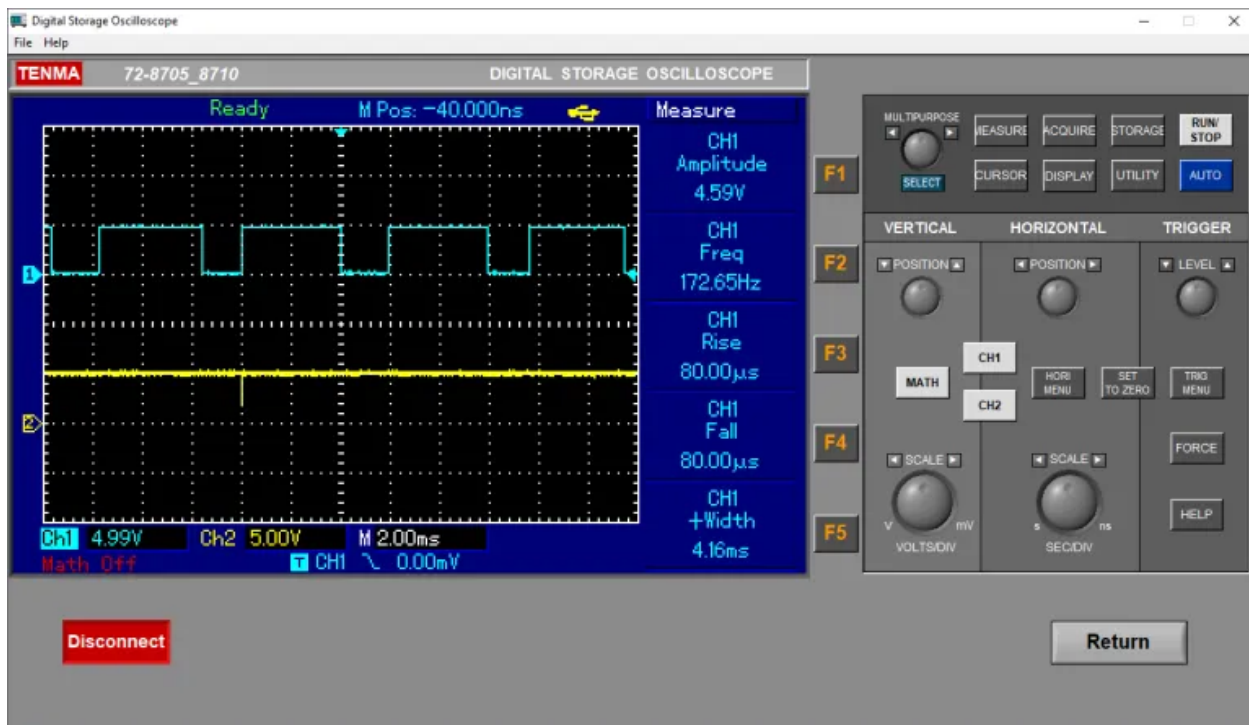 Digital Storage Oscilloscope
File Help
TENMA 72-8705_8710 DIGITAL STORAGE OSCILLOSCOPE
Ready M Pos: -40.000ns Measure
CH1
Amplitude
4.59V
CH1
Freq
172.65Hz
CH1
Rise
80.00µs
CH1
Fall
80.00µs
CH1
+Width
4.16ms
1
2
Ch1 4.99V Ch2 5.00V M 2.00ms
Math Off T CH1 0.00mV
F1
F2
F3
F4
F5
MULTIPURPOSE
SELECT
MEASURE ACQUIRE STORAGE RUN/
STOP
CURSOR DISPLAY UTILITY AUTO
VERTICAL HORIZONTAL TRIGGER
POSITION POSITION LEVEL
CH1
MATH HORI
MENU SET
TO ZERO TRIG
MENU
CH2
FORCE
SCALE SCALE
HELP
V mV s ns
VOLTS/DIV SEC/DIV
Disconnect Return